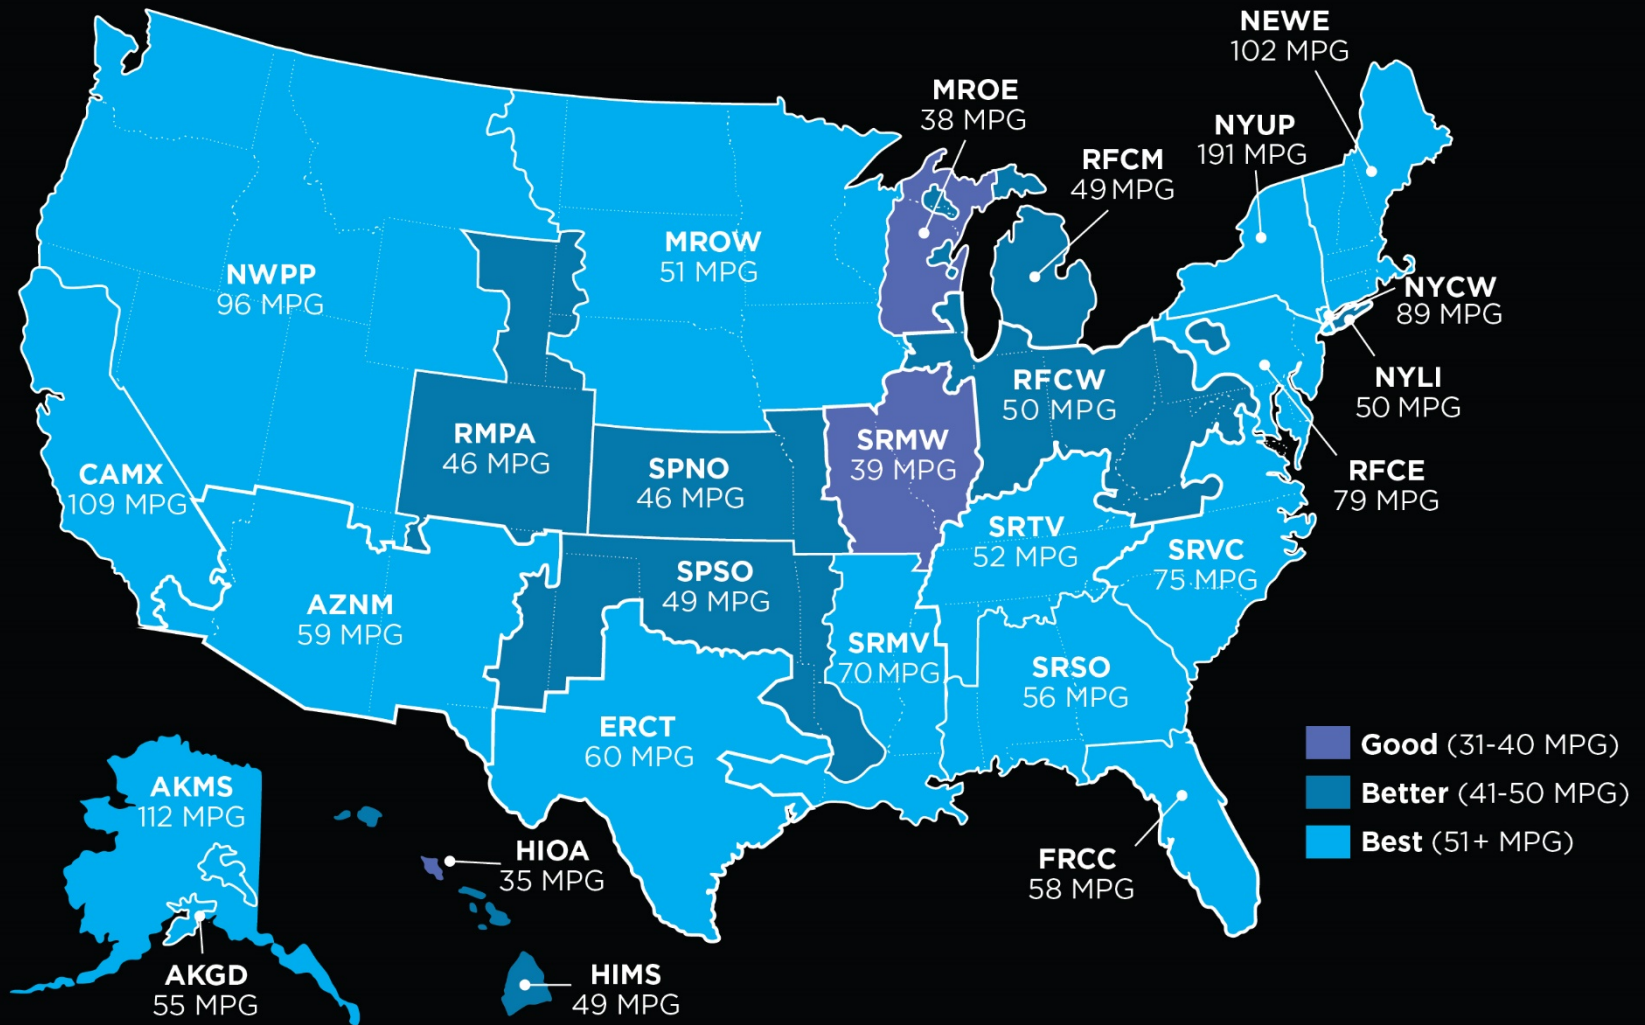 NEWE
102 MPG
MROE
38 MPG
NYUP
191 MPG
RFCM
49 MPG
MROW
51 MPG
NWPP
96 MPG
NYCW
89 MPG
NYLI
50 MPG
RFCW
50 MPG
RMPA
46 MPG
SRMW
39 MPG
SPNO
46 MPG
CAMX
109 MPG
RFCE
79 MPG
SRTV
52 MPG
SRVC
75 MPG
SPSO
49 MPG
AZNM
59 MPG
SRMV
70 MPG
SRSO
56 MPG
ERCT
60 MPG
Good (31-40 MPG)
Better (41-50 MPG)
Best (51+ MPG)
AKMS
112 MPG
HIOA
35 MPG
FRCC
58 MPG
AKGD
55 MPG
HIMS
49 MPG